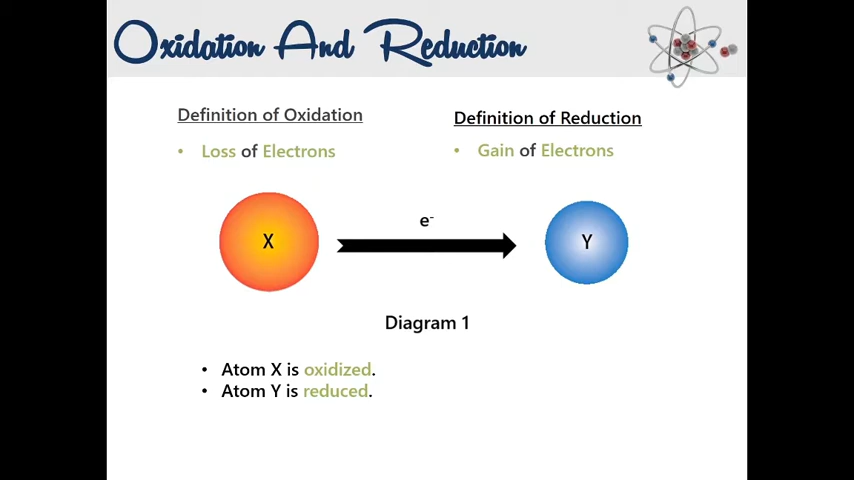 Oxidation And Reduction
Definition of Oxidation
• Loss of Electrons
Definition of Reduction
• Gain of Electrons
X
e⁻
Y
Diagram 1
• Atom X is oxidized.
• Atom Y is reduced.